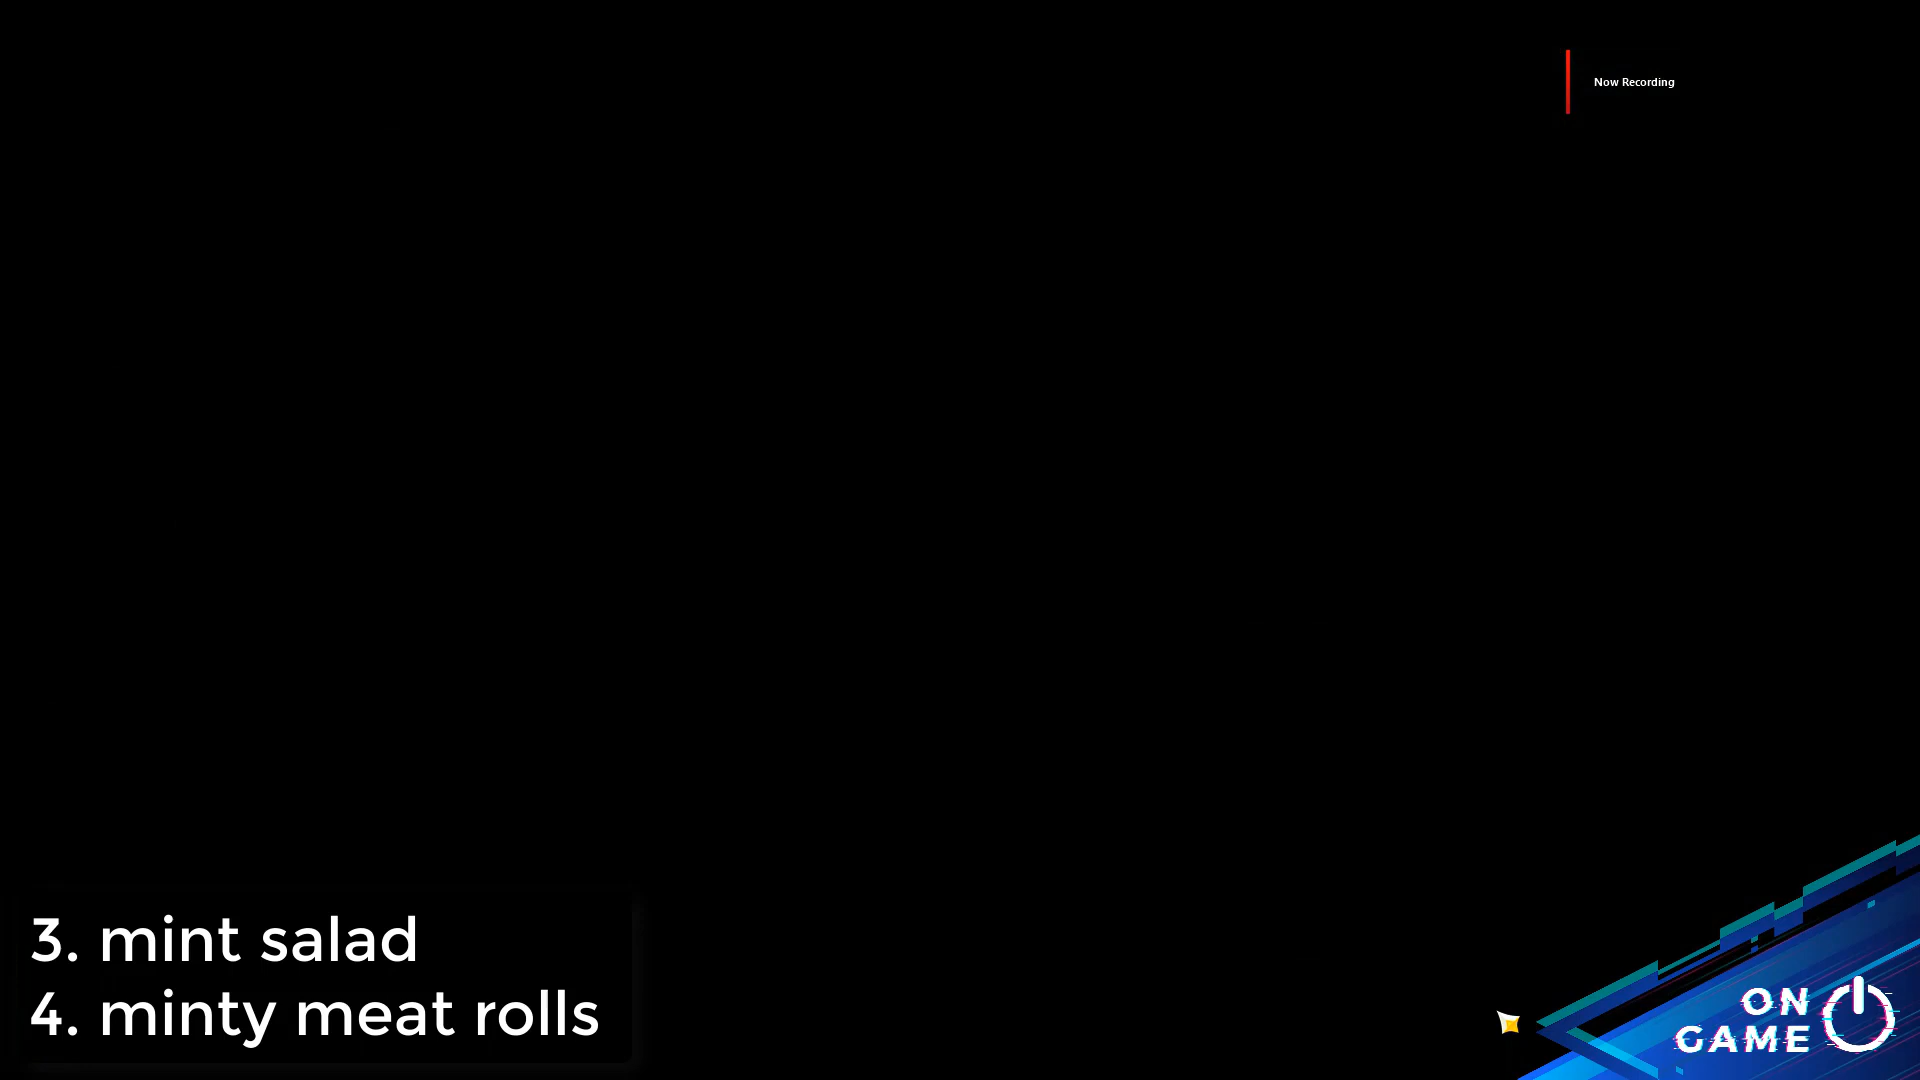 Now Recording
3. mint salad
4. minty meat rolls
ON
GAME